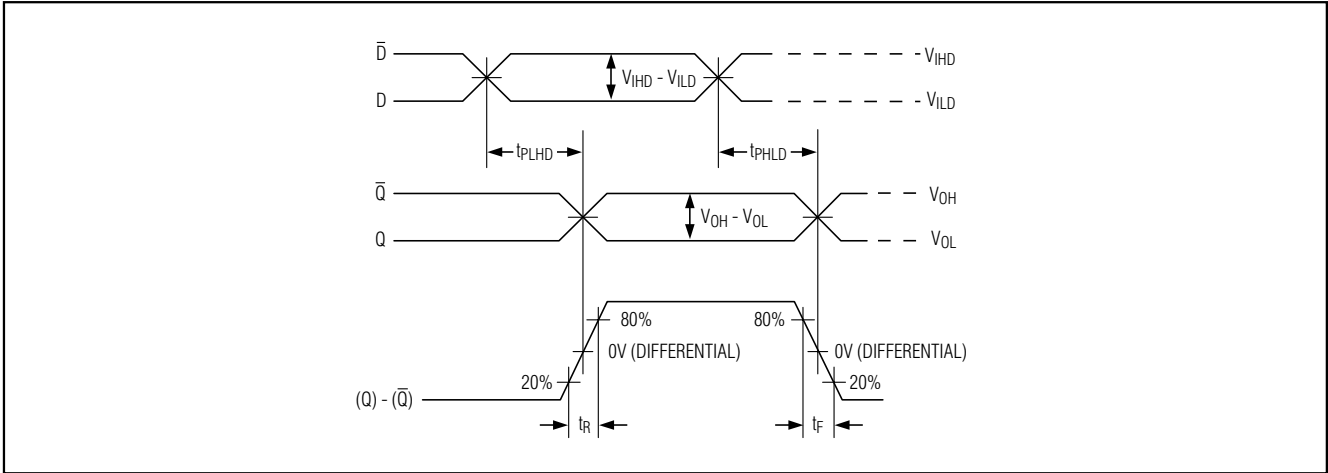 D̅ V_IHD
V_IHD - V_ILD
D V_ILD
t_PLHD t_PHLD
Q̅ V_OH
V_OH - V_OL
Q V_OL
80% 80%
0V (DIFFERENTIAL) 0V (DIFFERENTIAL)
20% 20%
(Q) - (Q̅)
t_R t_F